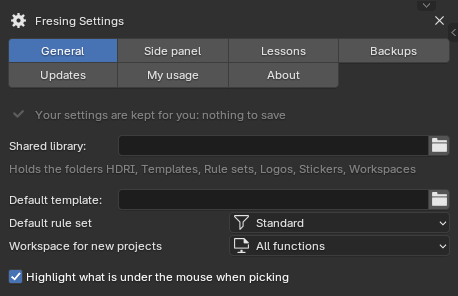 Fresing Settings
General Side panel Lessons Backups
Updates My usage About
Your settings are kept for you: nothing to save
Shared library:
Holds the folders HDRI, Templates, Rule sets, Logos, Stickers, Workspaces
Default template:
Default rule set Standard
Workspace for new projects All functions
Highlight what is under the mouse when picking